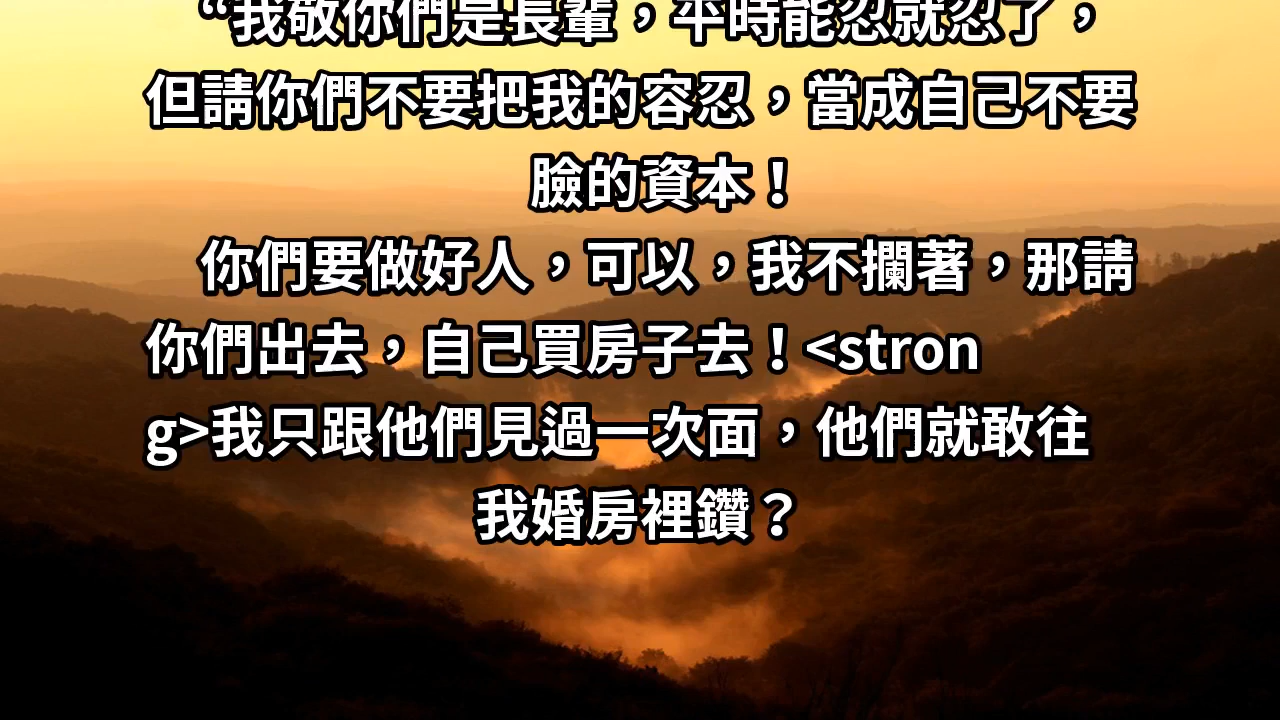 “我敬你們是長輩，平時能忍就忍了，
但請你們不要把我的容忍，當成自己不要
臉的資本！
你們要做好人，可以，我不攔著，那請
你們出去，自己買房子去！<stron
g>我只跟他們見過一次面，他們就敢往
我婚房裡鑽？